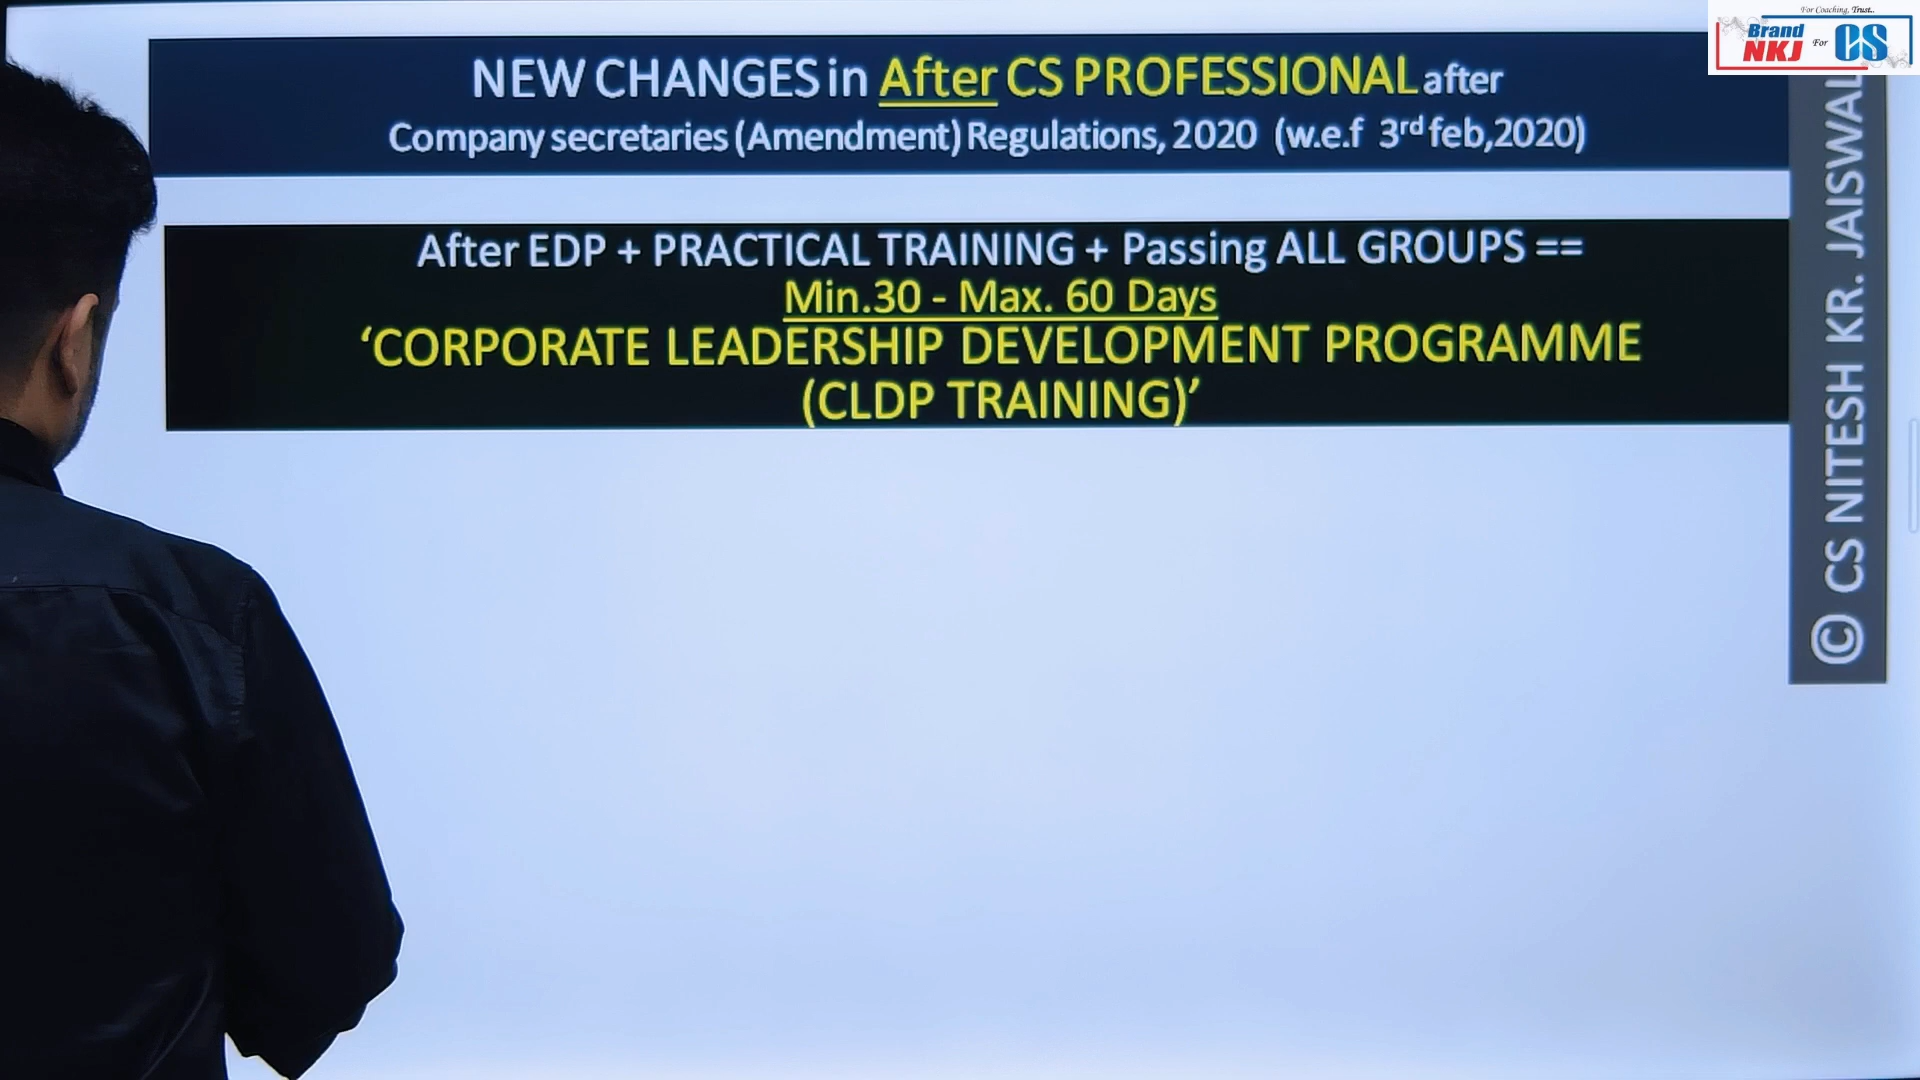 For Coaching, Trust..
Brand
NKJ
For
CS
NEW CHANGES in After CS PROFESSIONAL after
Company secretaries (Amendment) Regulations, 2020 (w.e.f 3rd feb,2020)
After EDP + PRACTICAL TRAINING + Passing ALL GROUPS ==
Min.30 - Max. 60 Days
‘CORPORATE LEADERSHIP DEVELOPMENT PROGRAMME
(CLDP TRAINING)’
© CS NITESH KR. JAISWAL